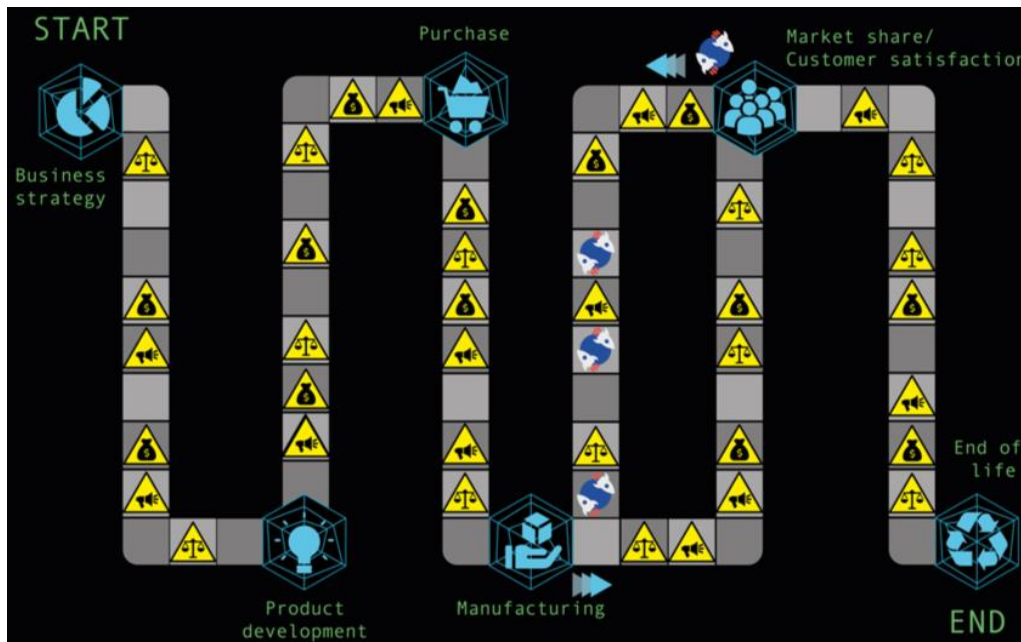 START
Business
strategy
Purchase
Market share/
Customer satisfaction
Product
development
Manufacturing
End of
life
END